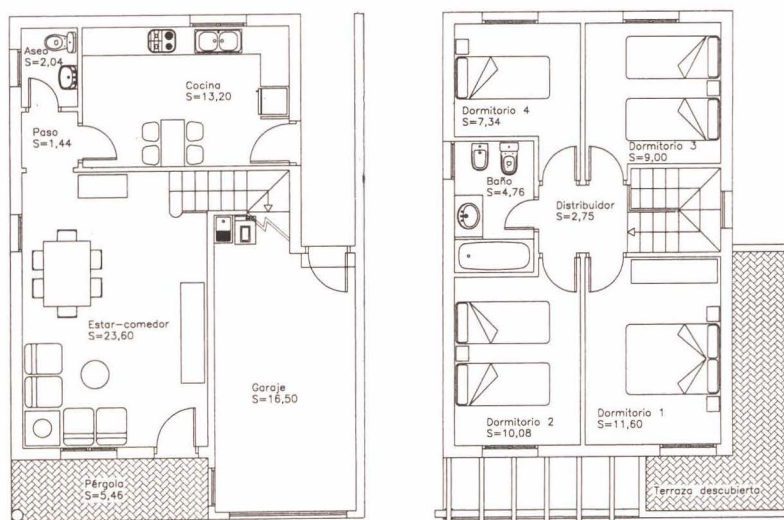 Aseo
S=2,04
Cocina
S=13,20
Paso
S=1,44
Estar-comedor
S=23,60
Garaje
S=16,50
Pérgola
S=5,46
Dormitorio 4
S=7,34
Dormitorio 3
S=9,00
Baño
S=4,76
Distribuidor
S=2,75
Dormitorio 2
S=10,08
Dormitorio 1
S=11,60
Terraza descubierta